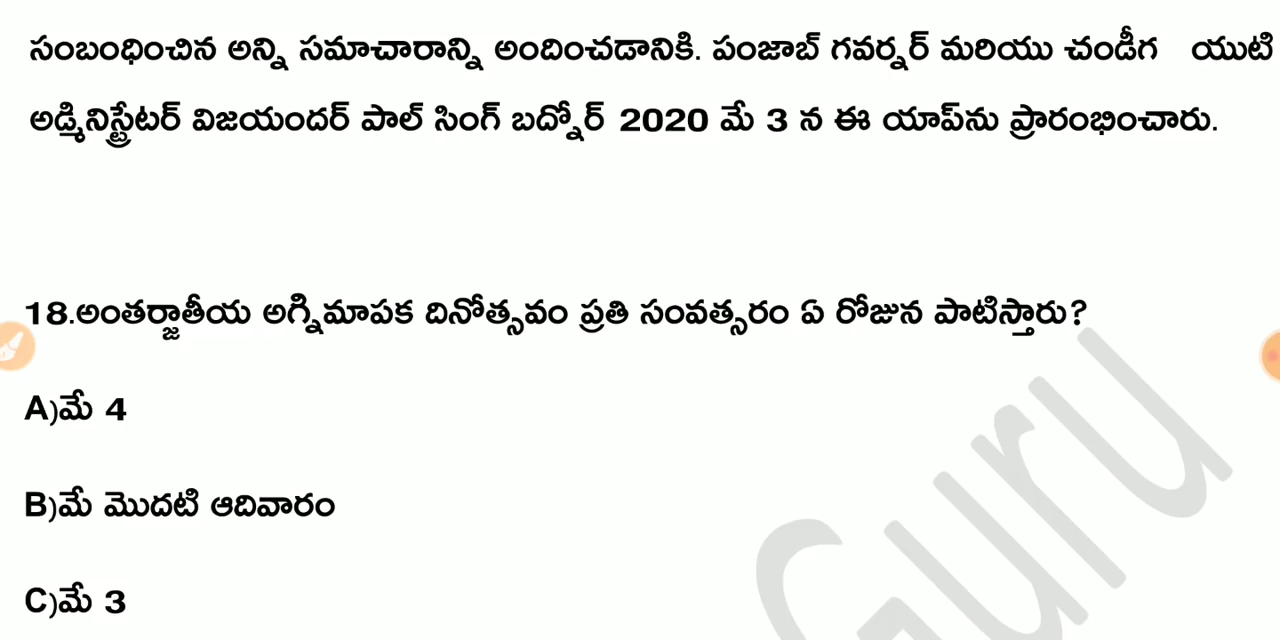 సంబంధించిన అన్ని సమాచారాన్ని అందించడానికి. పంజాబ్ గవర్నర్ మరియు చండీగ యుటి
అడ్మినిస్ట్రేటర్ విజయందర్ పాల్ సింగ్ బద్నోర్ 2020 మే 3 న ఈ యాప్‌ను ప్రారంభించారు.
18.అంతర్జాతీయ అగ్నిమాపక దినోత్సవం ప్రతి సంవత్సరం ఏ రోజున పాటిస్తారు?
A)మే 4
B)మే మొదటి ఆదివారం
C)మే 3
Guru